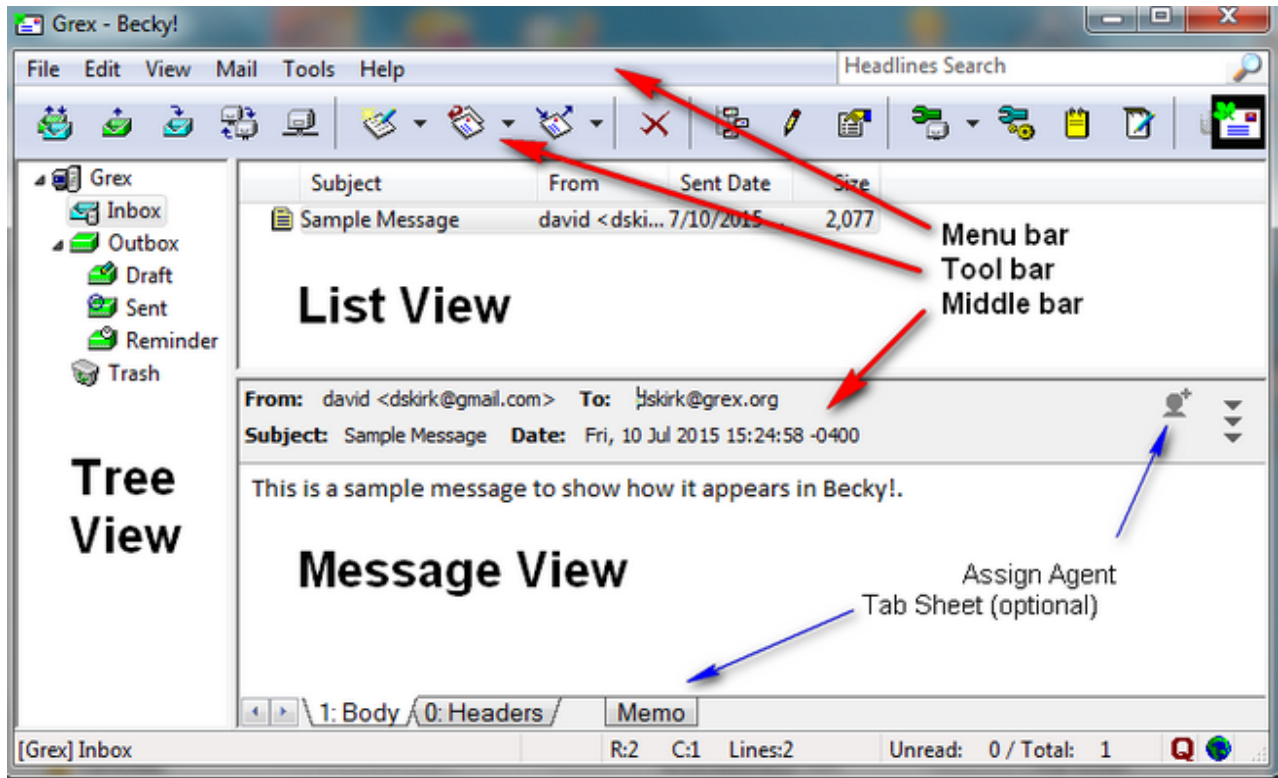 Grex - Becky!
File Edit View Mail Tools Help Headlines Search
Grex
Inbox
Outbox
Draft
Sent
Reminder
Trash
Tree
View
Subject From Sent Date Size
Sample Message david <dski... 7/10/2015 ... 2,077
List View
Menu bar
Tool bar
Middle bar
From: david <dskirk@gmail.com> To: dskirk@grex.org
Subject: Sample Message Date: Fri, 10 Jul 2015 15:24:58 -0400
This is a sample message to show how it appears in Becky!.
Message View
Assign Agent
Tab Sheet (optional)
1: Body 0: Headers Memo
[Grex] Inbox R:2 C:1 Lines:2 Unread: 0 / Total: 1 Q